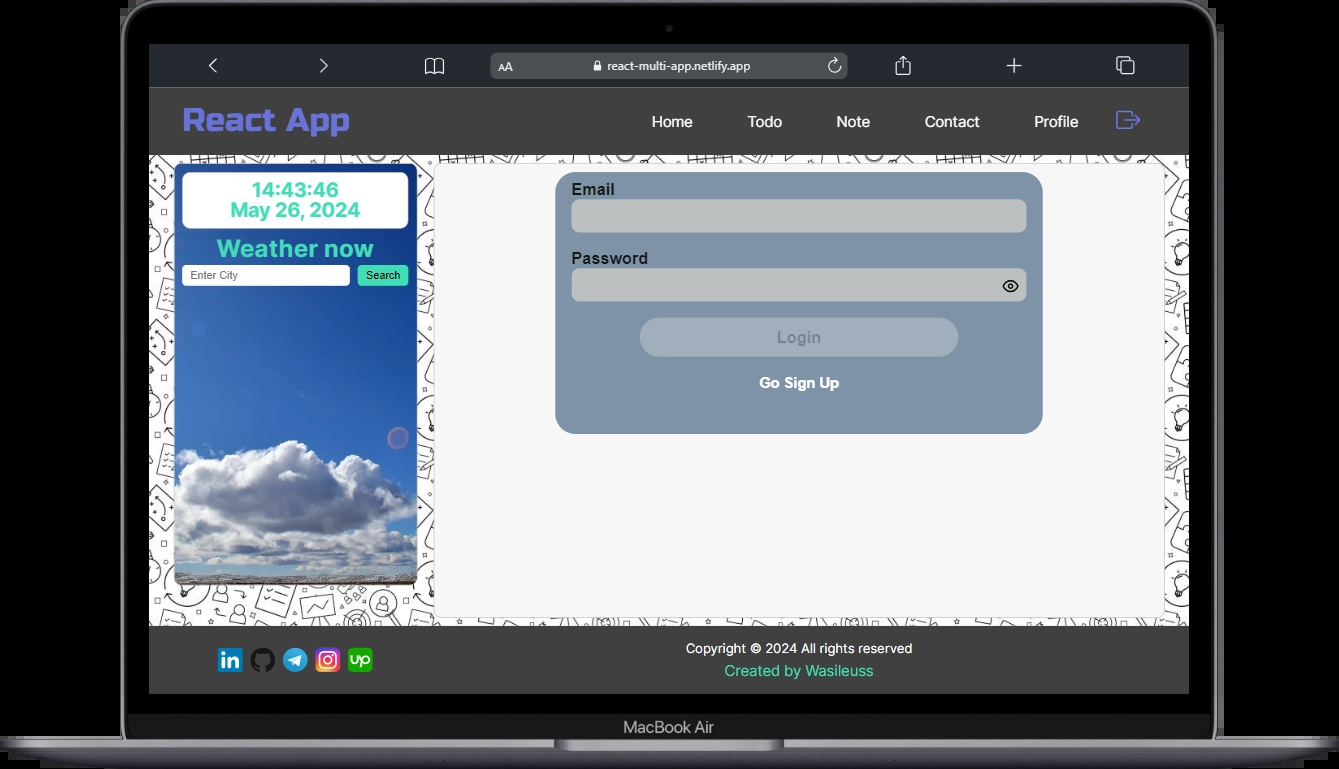 AA
react-multi-app.netlify.app
React App
Home
Todo
Note
Contact
Profile
14:43:46
May 26, 2024
Weather now
Enter City
Search
Email
Password
Login
Go Sign Up
in
up
Copyright © 2024 All rights reserved
Created by Wasileuss
MacBook Air